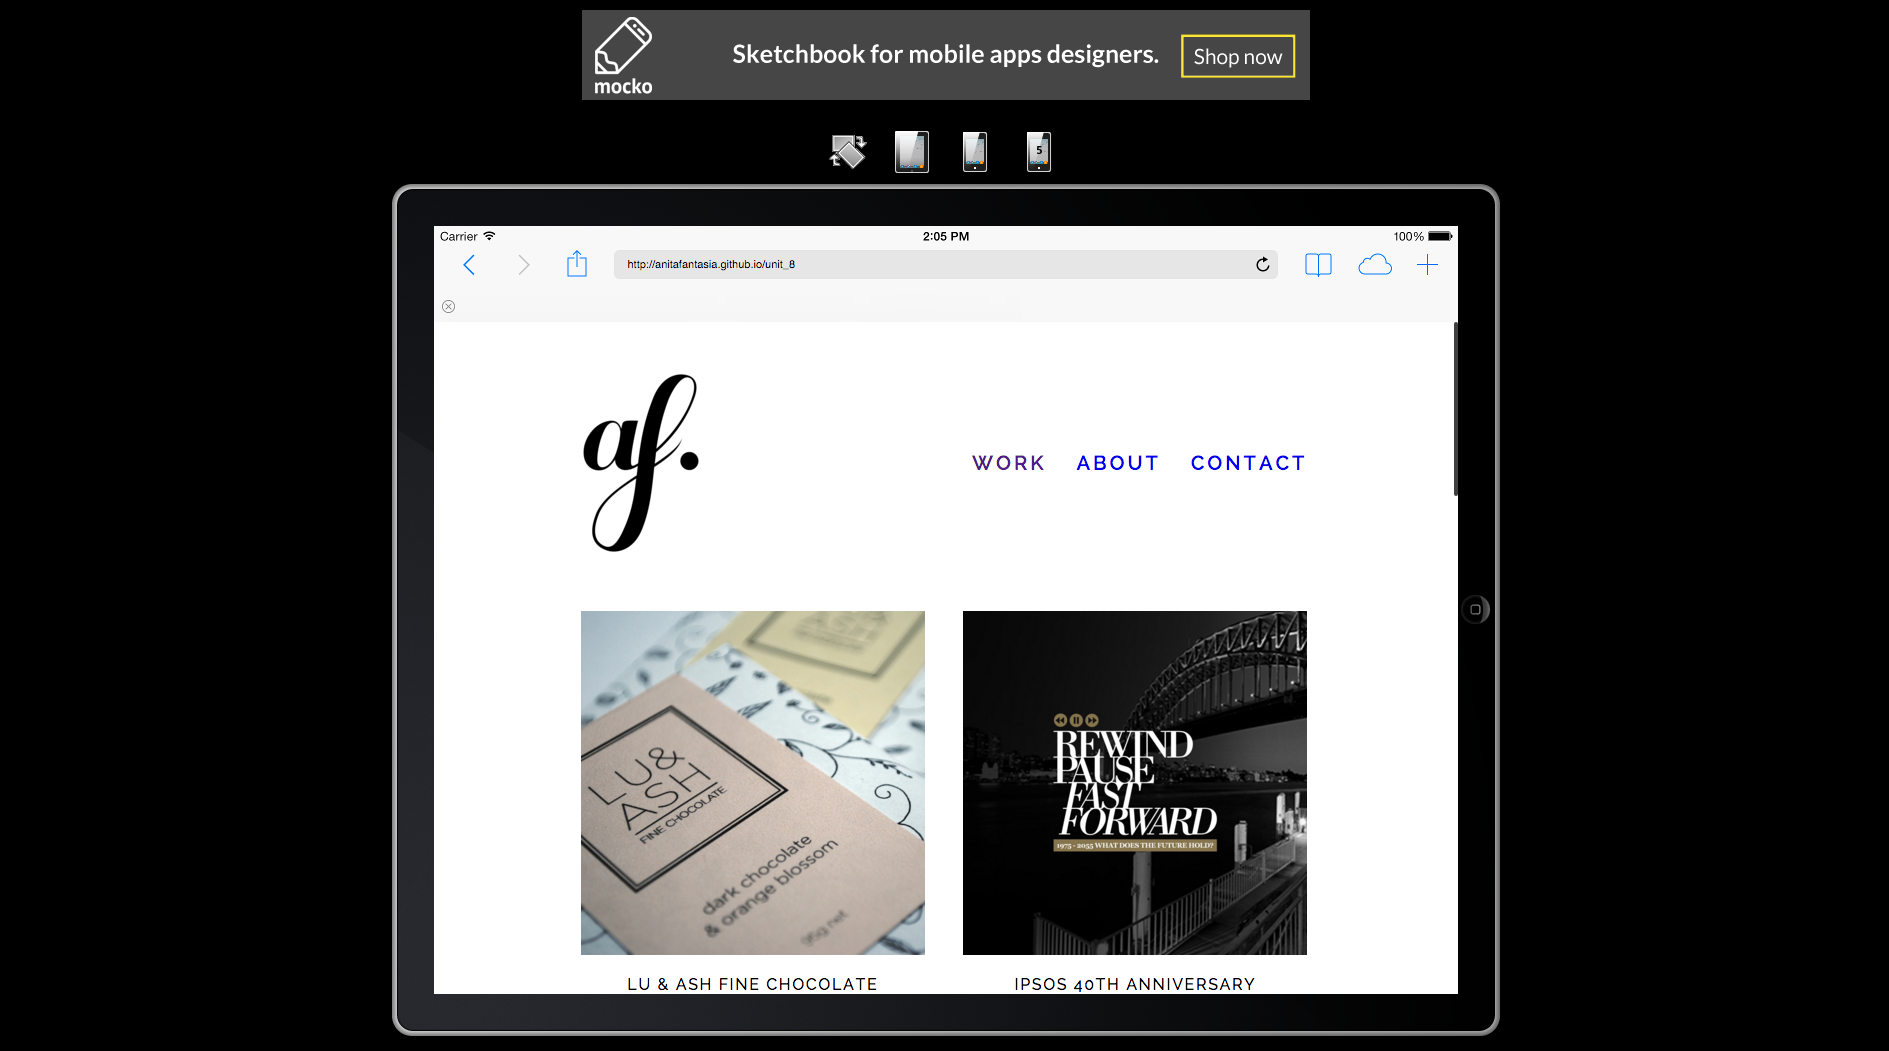 mocko
Sketchbook for mobile apps designers.
Shop now
5
Carrier
2:05 PM
100%
http://anitafantasia.github.io/unit_8
af.
WORK ABOUT CONTACT
LU&
ASH
FINE CHOCOLATE
dark chocolate
& orange blossom
95g net
ASH
REWIND
PAUSE
FAST
FORWARD
1975 - 2055 WHAT DOES THE FUTURE HOLD?
LU & ASH FINE CHOCOLATE
IPSOS 40TH ANNIVERSARY